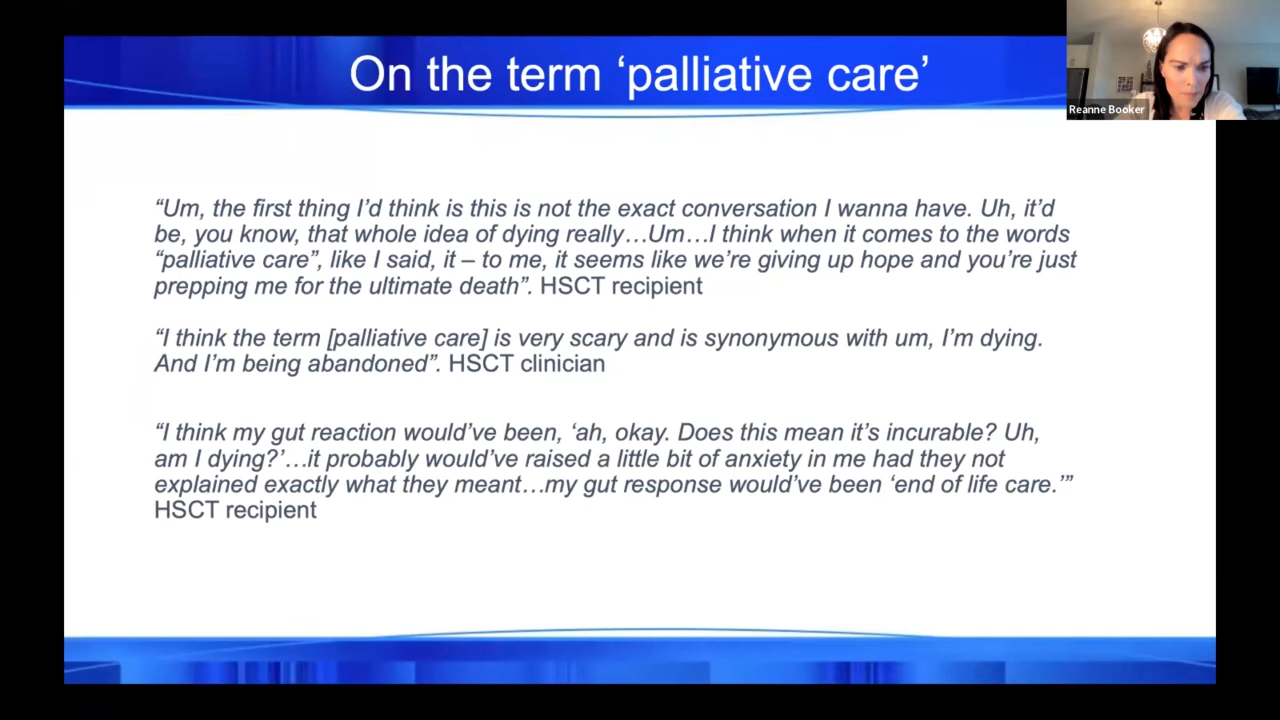 On the term ‘palliative care’
Reanne Booker
“Um, the first thing I’d think is this is not the exact conversation I wanna have. Uh, it’d
be, you know, that whole idea of dying really…Um…I think when it comes to the words
“palliative care”, like I said, it – to me, it seems like we’re giving up hope and you’re just
prepping me for the ultimate death”. HSCT recipient
“I think the term [palliative care] is very scary and is synonymous with um, I’m dying.
And I’m being abandoned”. HSCT clinician
“I think my gut reaction would’ve been, ‘ah, okay. Does this mean it’s incurable? Uh,
am I dying?’…it probably would’ve raised a little bit of anxiety in me had they not
explained exactly what they meant…my gut response would’ve been ‘end of life care.’”
HSCT recipient